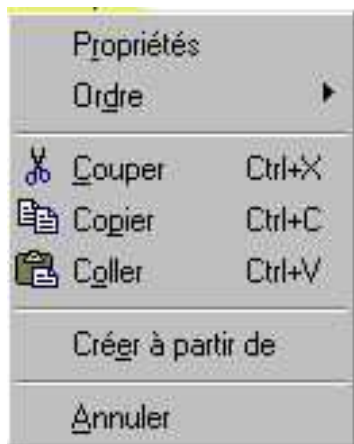 Propriétés
Ordre
Couper Ctrl+X
Copier Ctrl+C
Coller Ctrl+V
Créer à partir de
Annuler